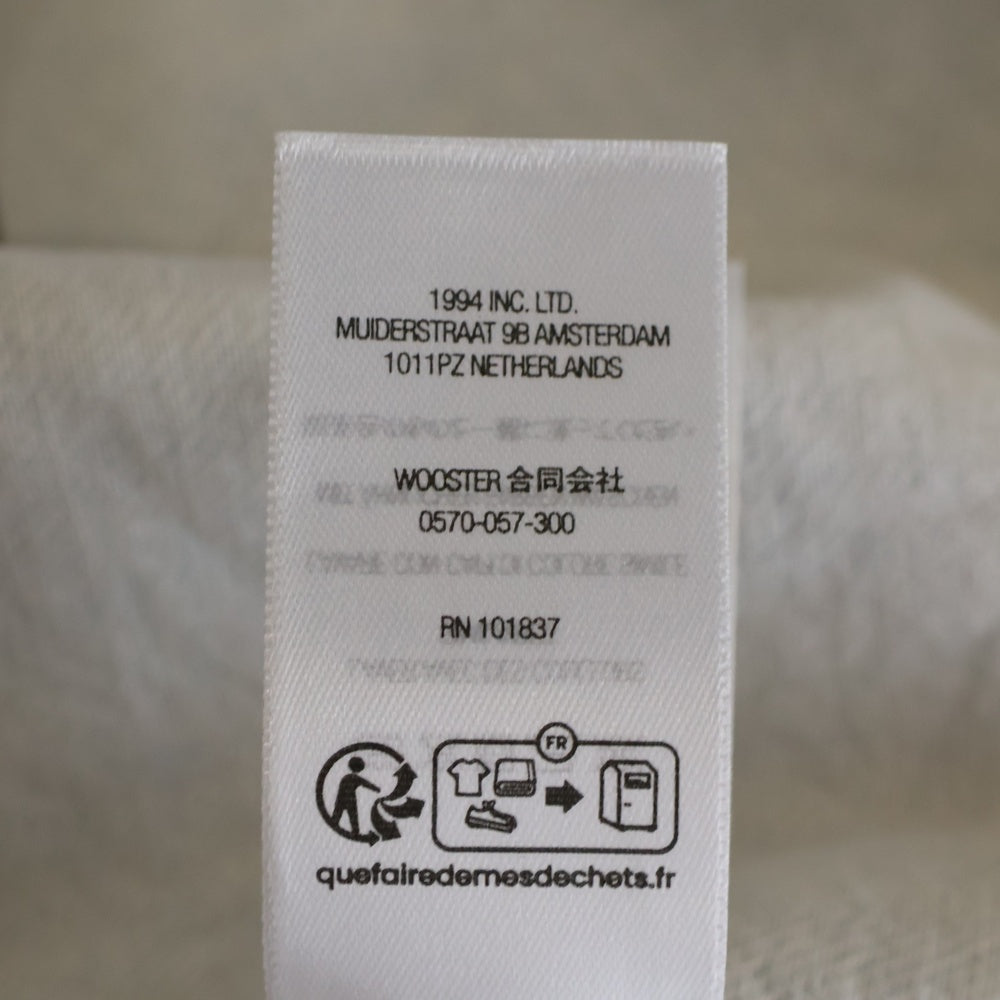 1994 INC. LTD.
MUIDERSTRAAT 9B AMSTERDAM
1011PZ NETHERLANDS
WOOSTER 合同会社
0570-057-300
RN 101837
FR
quefairedemesdechets.fr